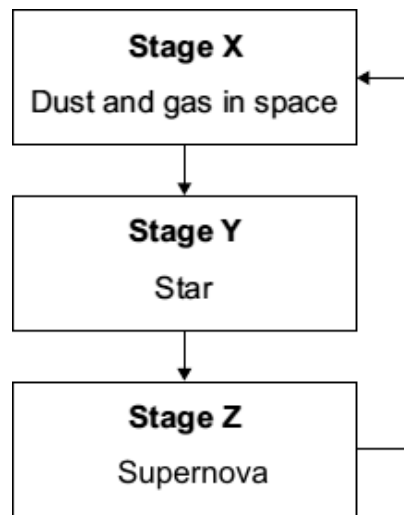 Stage X
Dust and gas in space
Stage Y
Star
Stage Z
Supernova